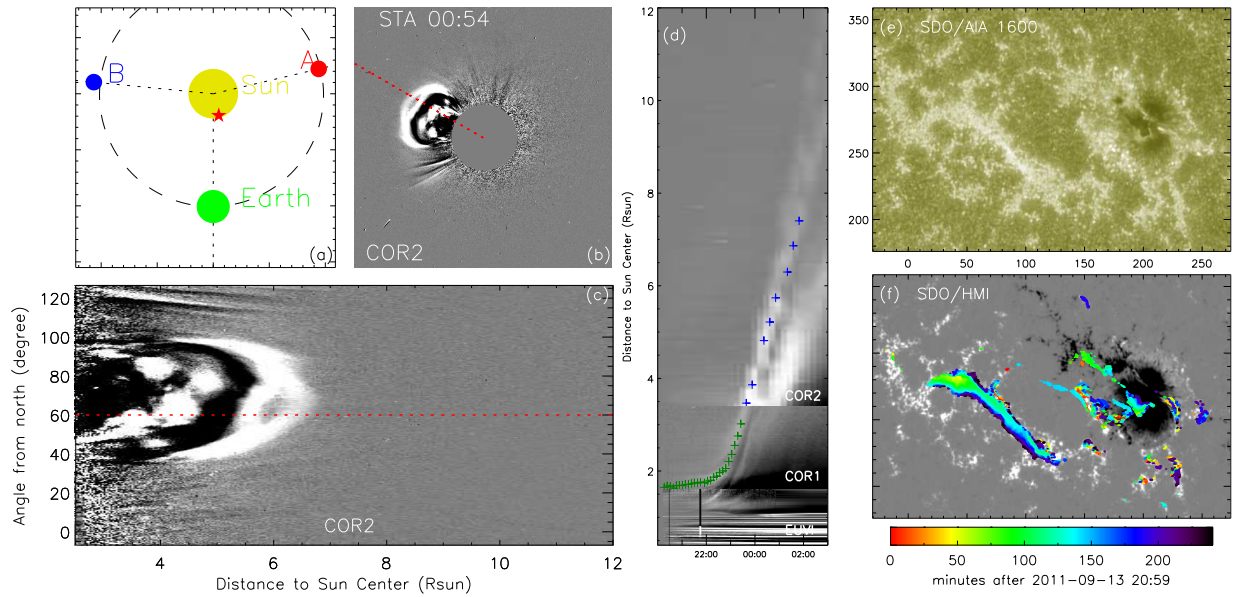 B
A
Sun
Earth
(a)
STA 00:54
COR2
(b)
(c)
Angle from north (degree)
120
100
80
60
40
20
0
COR2
4
6
8
10
12
Distance to Sun Center (Rsun)
(d)
Distance to Sun Center (Rsun)
12
10
8
6
4
2
COR2
COR1
EUVI
22:00
00:00
02:00
(e) SDO/AIA 1600
350
300
250
200
0
50
100
150
200
250
(f) SDO/HMI
0
50
100
150
200
minutes after 2011-09-13 20:59